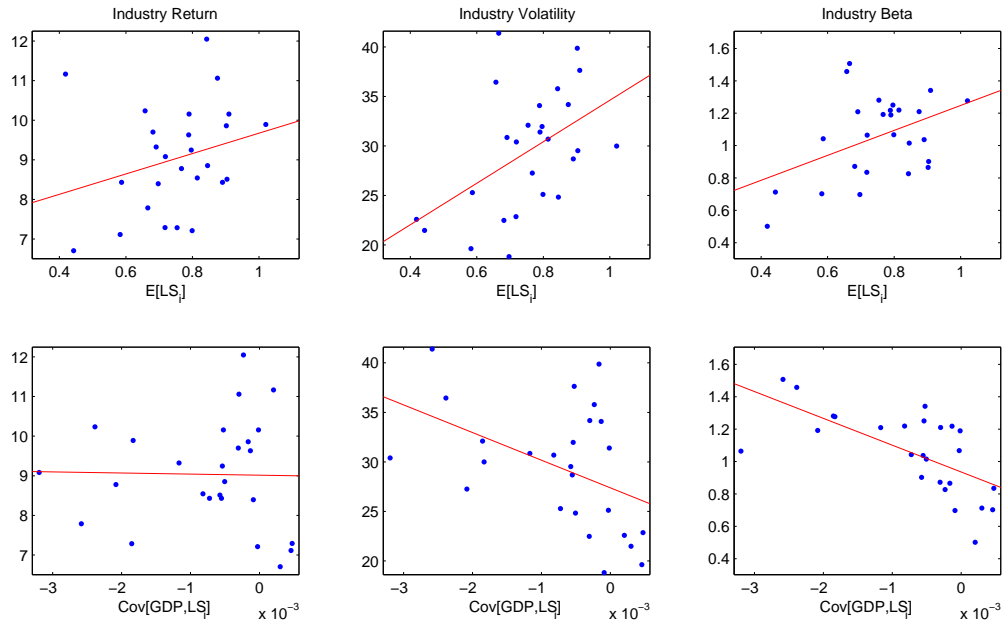 Industry Return
Industry Volatility
Industry Beta
12
11
10
9
8
7
0.4 0.6 0.8 1
E[LS_i]
40
35
30
25
20
0.4 0.6 0.8 1
E[LS_i]
1.6
1.4
1.2
1
0.8
0.6
0.4
0.4 0.6 0.8 1
E[LS_i]
12
11
10
9
8
7
−3 −2 −1 0
Cov[GDP,LS_i]
x 10^−3
40
35
30
25
20
−3 −2 −1 0
Cov[GDP,LS_i]
x 10^−3
1.6
1.4
1.2
1
0.8
0.6
0.4
−3 −2 −1 0
Cov[GDP,LS_i]
x 10^−3